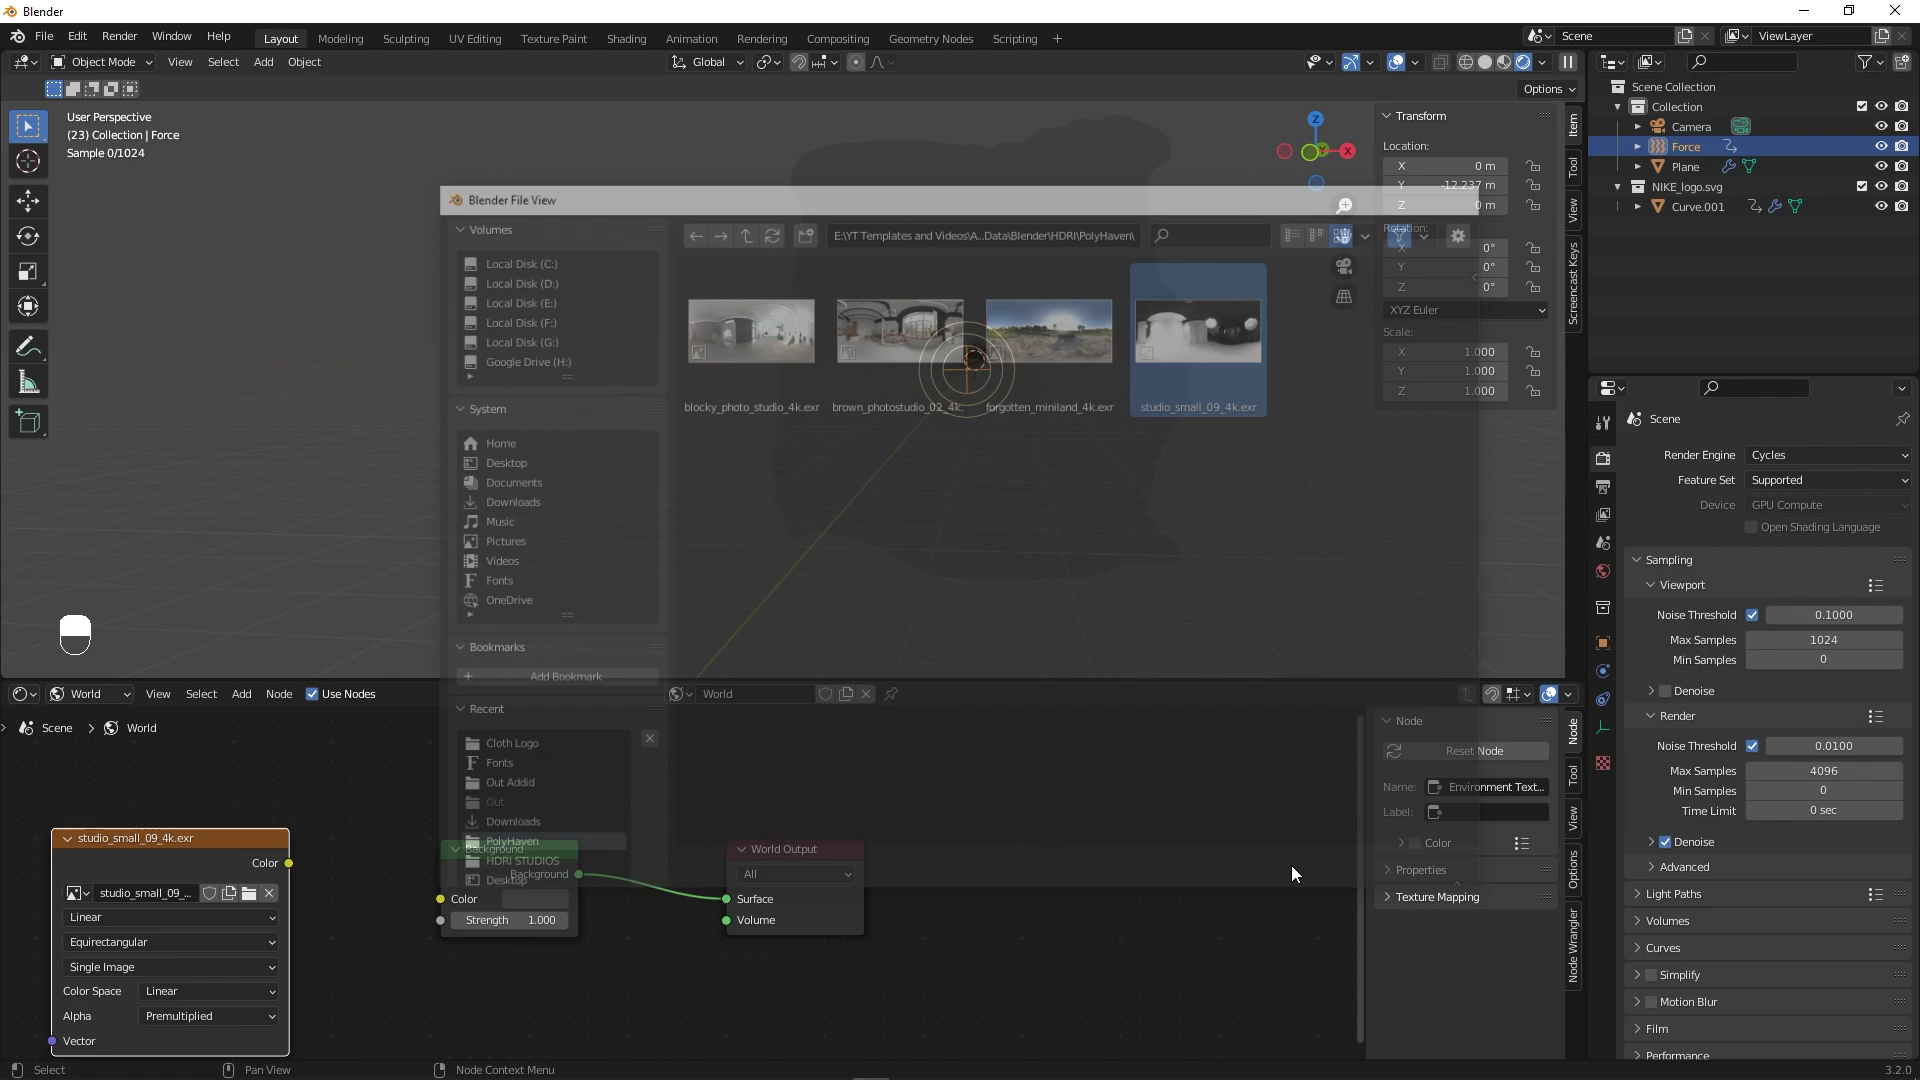 Blender
File Edit Render Window Help
Layout Modeling Sculpting UV Editing Texture Paint Shading Animation Rendering Compositing Geometry Nodes Scripting +
Scene
ViewLayer
Object Mode View Select Add Object
Global
Options
User Perspective
(23) Collection | Force
Sample 0/1024
Z
X
Transform
Location:
X 0 m
Y -12.237 m
Z 0 m
Rotation:
X 0°
Y 0°
Z 0°
XYZ Euler
Scale:
X 1.000
Y 1.000
Z 1.000
Item
Tool
View
Screencast Keys
Blender File View
Volumes
Local Disk (C:)
Local Disk (D:)
Local Disk (E:)
Local Disk (F:)
Local Disk (G:)
Google Drive (H:)
System
Home
Desktop
Documents
Downloads
Music
Pictures
Videos
Fonts
OneDrive
Bookmarks
Add Bookmark
Recent
Cloth Logo
Fonts
Out Addid
Out
Downloads
PolyHaven
HDRI STUDIOS
Desktop
E:\YT Templates and Videos\A..Data\Blender\HDRI\PolyHaven\
blocky_photo_studio_4k.exr
brown_photostudio_02_4k.
forgotten_miniland_4k.exr
studio_small_09_4k.exr
Scene Collection
Collection
Camera
Force
Plane
NIKE_logo.svg
Curve.001
Scene
Render Engine Cycles
Feature Set Supported
Device GPU Compute
Open Shading Language
Sampling
Viewport
Noise Threshold 0.1000
Max Samples 1024
Min Samples 0
Denoise
Render
Noise Threshold 0.0100
Max Samples 4096
Min Samples 0
Time Limit 0 sec
Denoise
Advanced
Light Paths
Volumes
Curves
Simplify
Motion Blur
Film
Performance
World View Select Add Node Use Nodes
World
Scene > World
studio_small_09_4k.exr
Color
studio_small_09_...
Linear
Equirectangular
Single Image
Color Space Linear
Alpha Premultiplied
Vector
Background
Background
Color
Strength 1.000
World Output
All
Surface
Volume
Node
Reset Node
Name: Environment Text...
Label:
Color
Properties
Texture Mapping
Node
Tool
View
Options
Node Wrangler
Select
Pan View
Node Context Menu
3.2.0